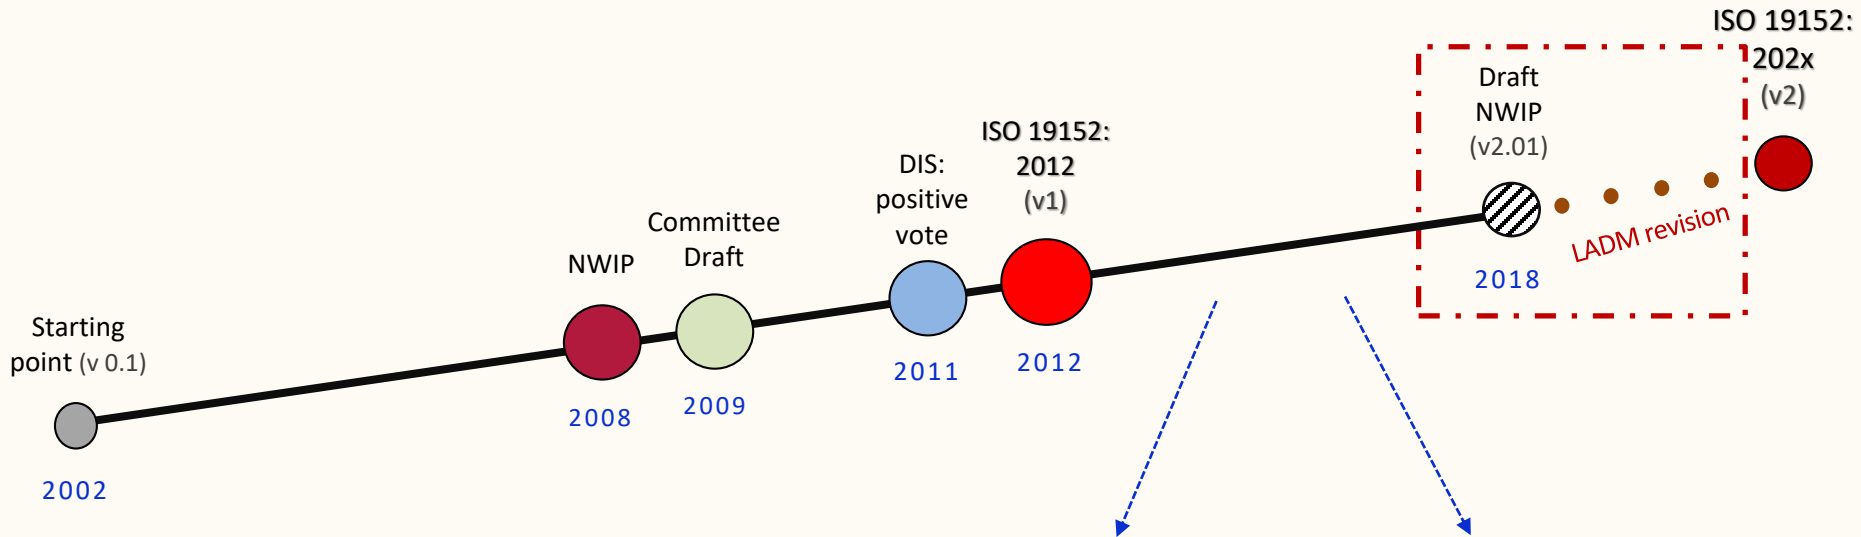 Starting
point (v 0.1)
2002
NWIP
2008
Committee
Draft
2009
DIS:
positive
vote
2011
ISO 19152:
2012
(v1)
2012
Draft
NWIP
(v2.01)
2018
LADM revision
ISO 19152:
202x
(v2)